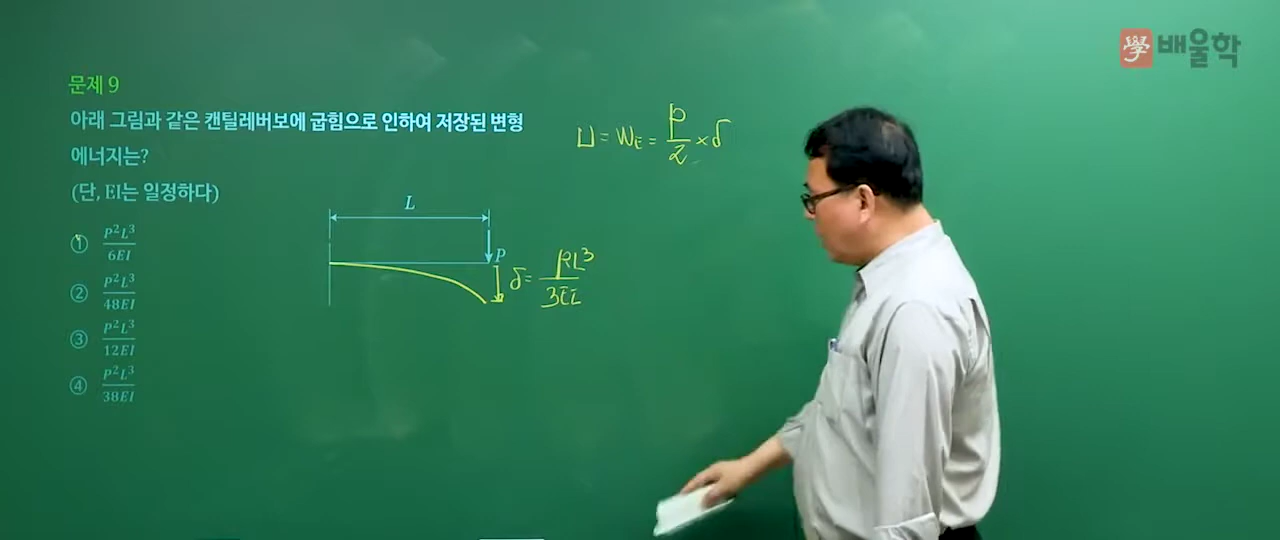 學 배울학
문제 9
아래 그림과 같은 캔틸레버보에 굽힘으로 인하여 저장된 변형
에너지는?
(단, EI는 일정하다)
① P²L³/6EI
② P²L³/48EI
③ P²L³/12EI
④ P²L³/38EI
L
P
U = W_E = P/2 × δ
δ = PL³/3EI